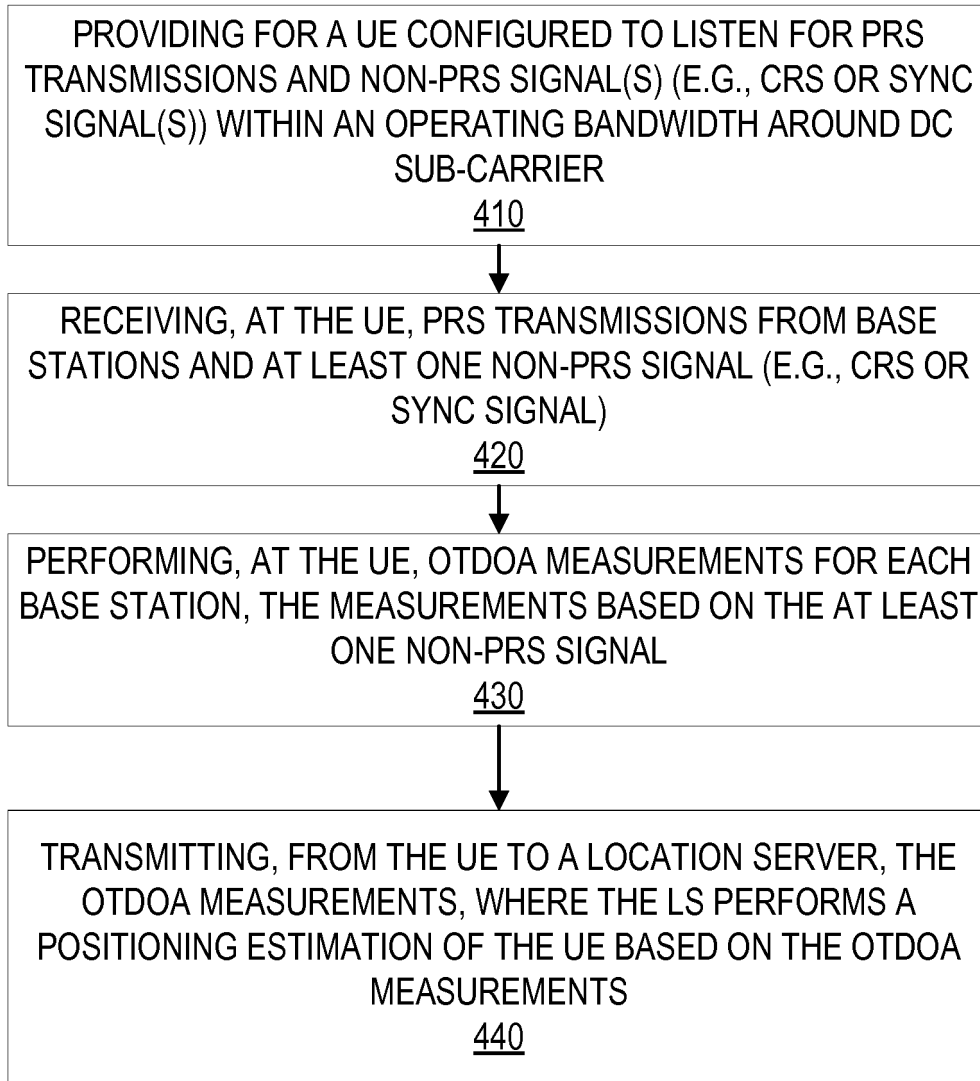 PROVIDING FOR A UE CONFIGURED TO LISTEN FOR PRS
TRANSMISSIONS AND NON-PRS SIGNAL(S) (E.G., CRS OR SYNC
SIGNAL(S)) WITHIN AN OPERATING BANDWIDTH AROUND DC
SUB-CARRIER
410
RECEIVING, AT THE UE, PRS TRANSMISSIONS FROM BASE
STATIONS AND AT LEAST ONE NON-PRS SIGNAL (E.G., CRS OR
SYNC SIGNAL)
420
PERFORMING, AT THE UE, OTDOA MEASUREMENTS FOR EACH
BASE STATION, THE MEASUREMENTS BASED ON THE AT LEAST
ONE NON-PRS SIGNAL
430
TRANSMITTING, FROM THE UE TO A LOCATION SERVER, THE
OTDOA MEASUREMENTS, WHERE THE LS PERFORMS A
POSITIONING ESTIMATION OF THE UE BASED ON THE OTDOA
MEASUREMENTS
440